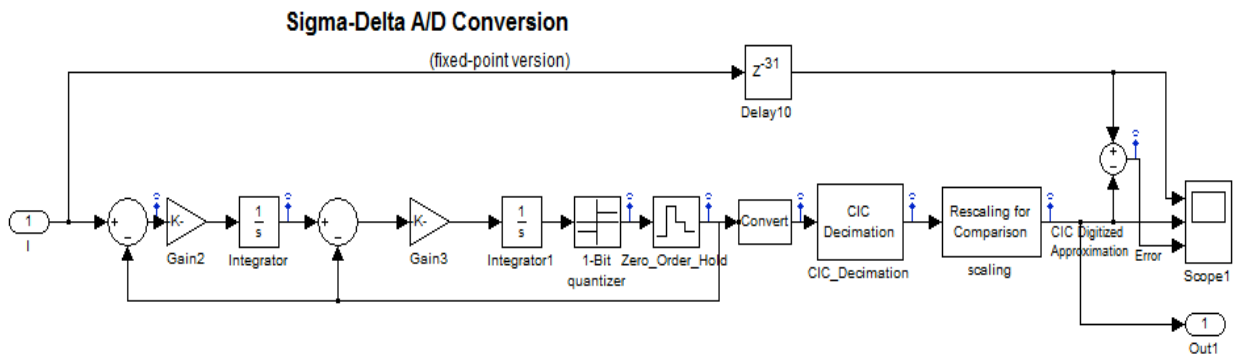 Sigma-Delta A/D Conversion
(fixed-point version)
Z-31
Delay10
1
I
+
−
K-
Gain2
1
s
Integrator
+
−
K-
Gain3
1
s
Integrator1
1-Bit
quantizer
Zero_Order_Hold
Convert
CIC
Decimation
CIC_Decimation
Rescaling for
Comparison
scaling
CIC Digitized
Approximation
+
−
Error
Scope1
1
Out1